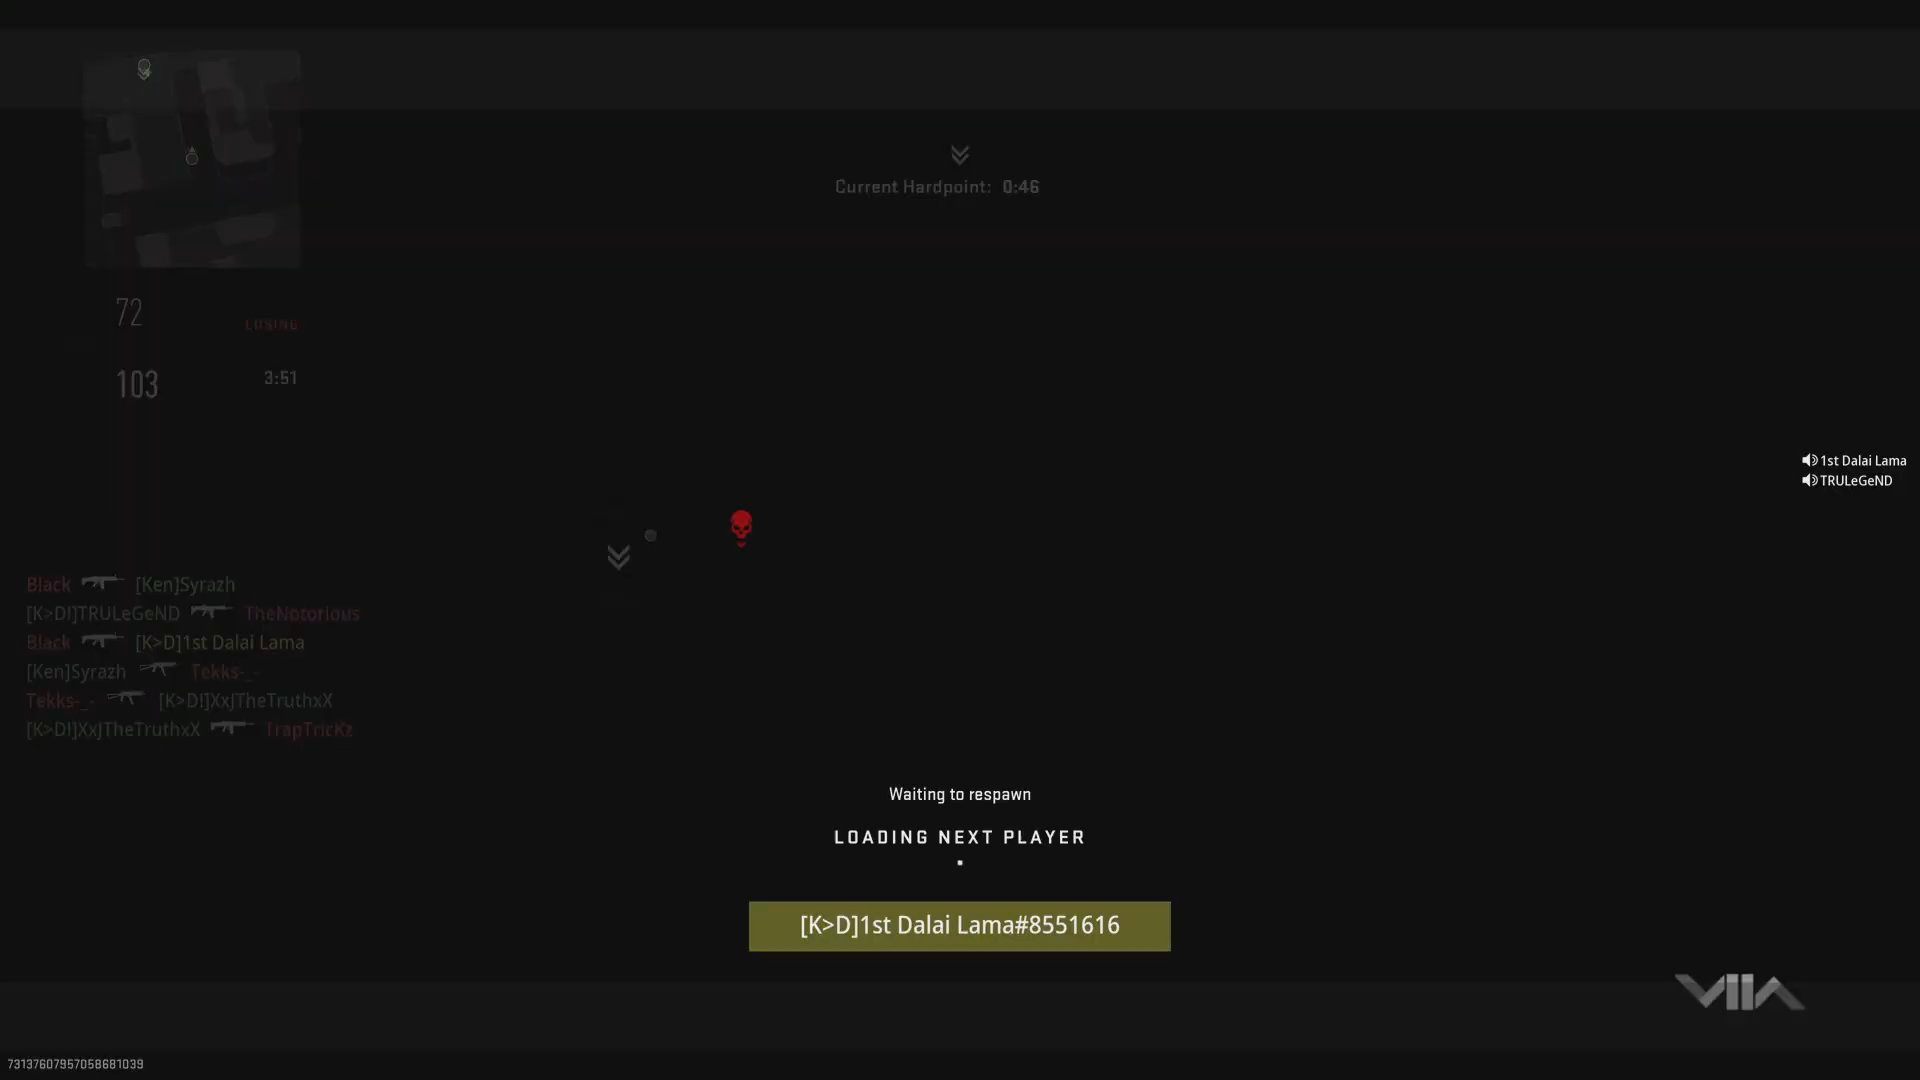 Current Hardpoint: 0:46
72
LOSING
103
3:51
1st Dalai Lama
TRULeGeND
Black [Ken]Syrazh
[K>D!]TRULeGeND TheNotorious
Black [K>D]1st Dalai Lama
[Ken]Syrazh Tekks-_-
Tekks-_- [K>D!]XxJTheTruthxX
[K>D!]XxJTheTruthxX TrapTricKz
Waiting to respawn
LOADING NEXT PLAYER
[K>D]1st Dalai Lama#8551616
73137607957058681039